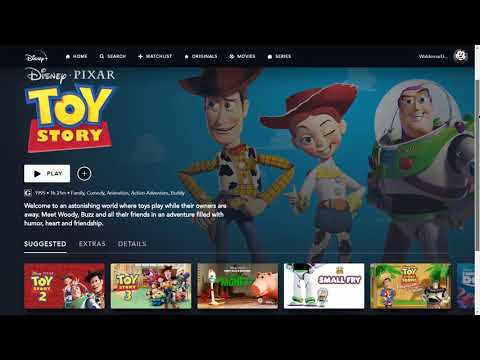 Disney+
HOME
SEARCH
WATCHLIST
ORIGINALS
MOVIES
SERIES
Disney · PIXAR
TOY
STORY
PLAY
G 1995 • 1h 21m • Family, Comedy, Animation, Action-Adventure, Buddy
Welcome to an astonishing world where toys play while their owners are
away. Meet Woody, Buzz and all their friends in an adventure filled with
humor, heart and friendship.
SUGGESTED
EXTRAS
DETAILS
TOY
STORY
2
TOY
STORY
3
SMALL FRY
TOY
STORY